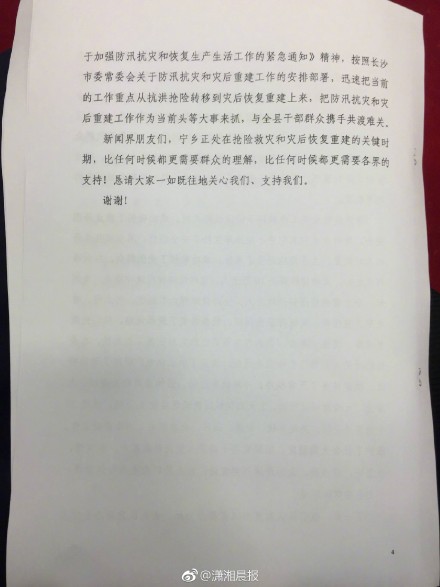 于加强防汛抗灾和恢复生产生活工作的紧急通知》精神，按照长沙
市委常委会关于防汛抗灾和灾后重建工作的安排部署，迅速把当前
的工作重点从抗洪抢险转移到灾后恢复重建上来，把防汛抗灾和灾
后重建工作作为当前头等大事来抓，与全县干部群众携手共渡难关。
新闻界朋友们，宁乡正处在抢险救灾和灾后恢复重建的关键时
期，比任何时候都更需要群众的理解，比任何时候都更需要各界的
支持！恳请大家一如既往地关心我们、支持我们。
谢谢！
4
@潇湘晨报